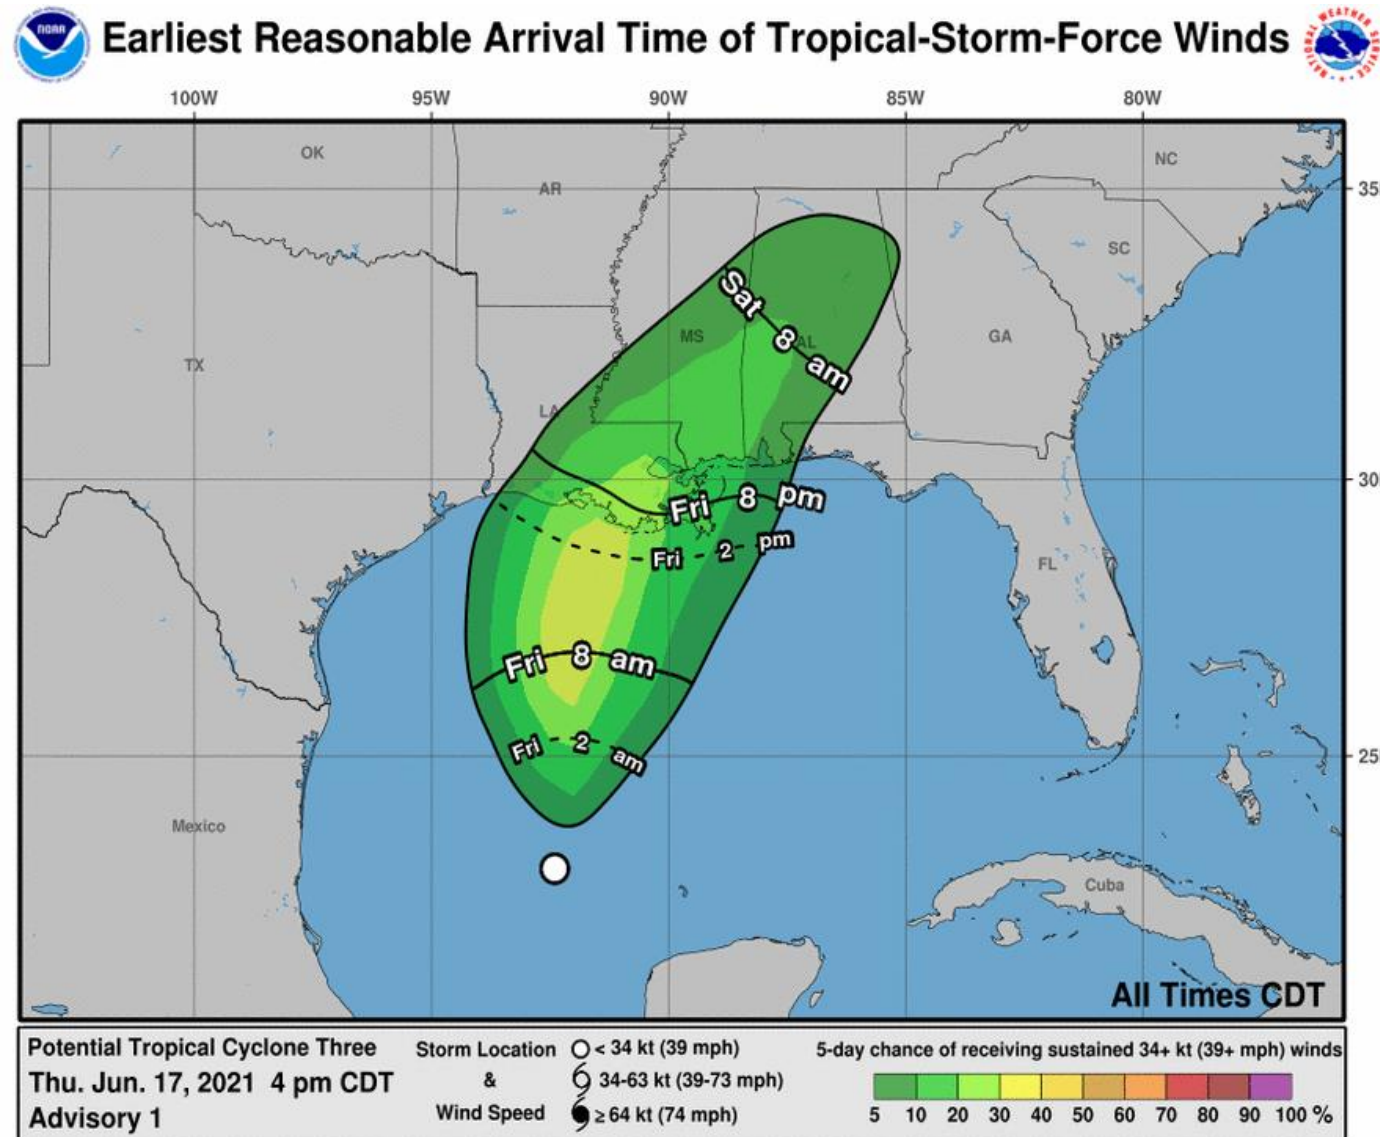 NOAA
Earliest Reasonable Arrival Time of Tropical-Storm-Force Winds
NATIONAL WEATHER SERVICE
100W 95W 90W 85W 80W
OK
AR
NC
35
SC
Sat 8 am
MS
AL
GA
TX
LA
30
Fri 8 pm
Fri 2 pm
FL
Fri 8 am
Fri 2 am
25
Mexico
Cuba
All Times CDT
Potential Tropical Cyclone Three
Thu. Jun. 17, 2021 4 pm CDT
Advisory 1
Storm Location
&
Wind Speed
< 34 kt (39 mph)
34-63 kt (39-73 mph)
≥ 64 kt (74 mph)
5-day chance of receiving sustained 34+ kt (39+ mph) winds
5 10 20 30 40 50 60 70 80 90 100 %